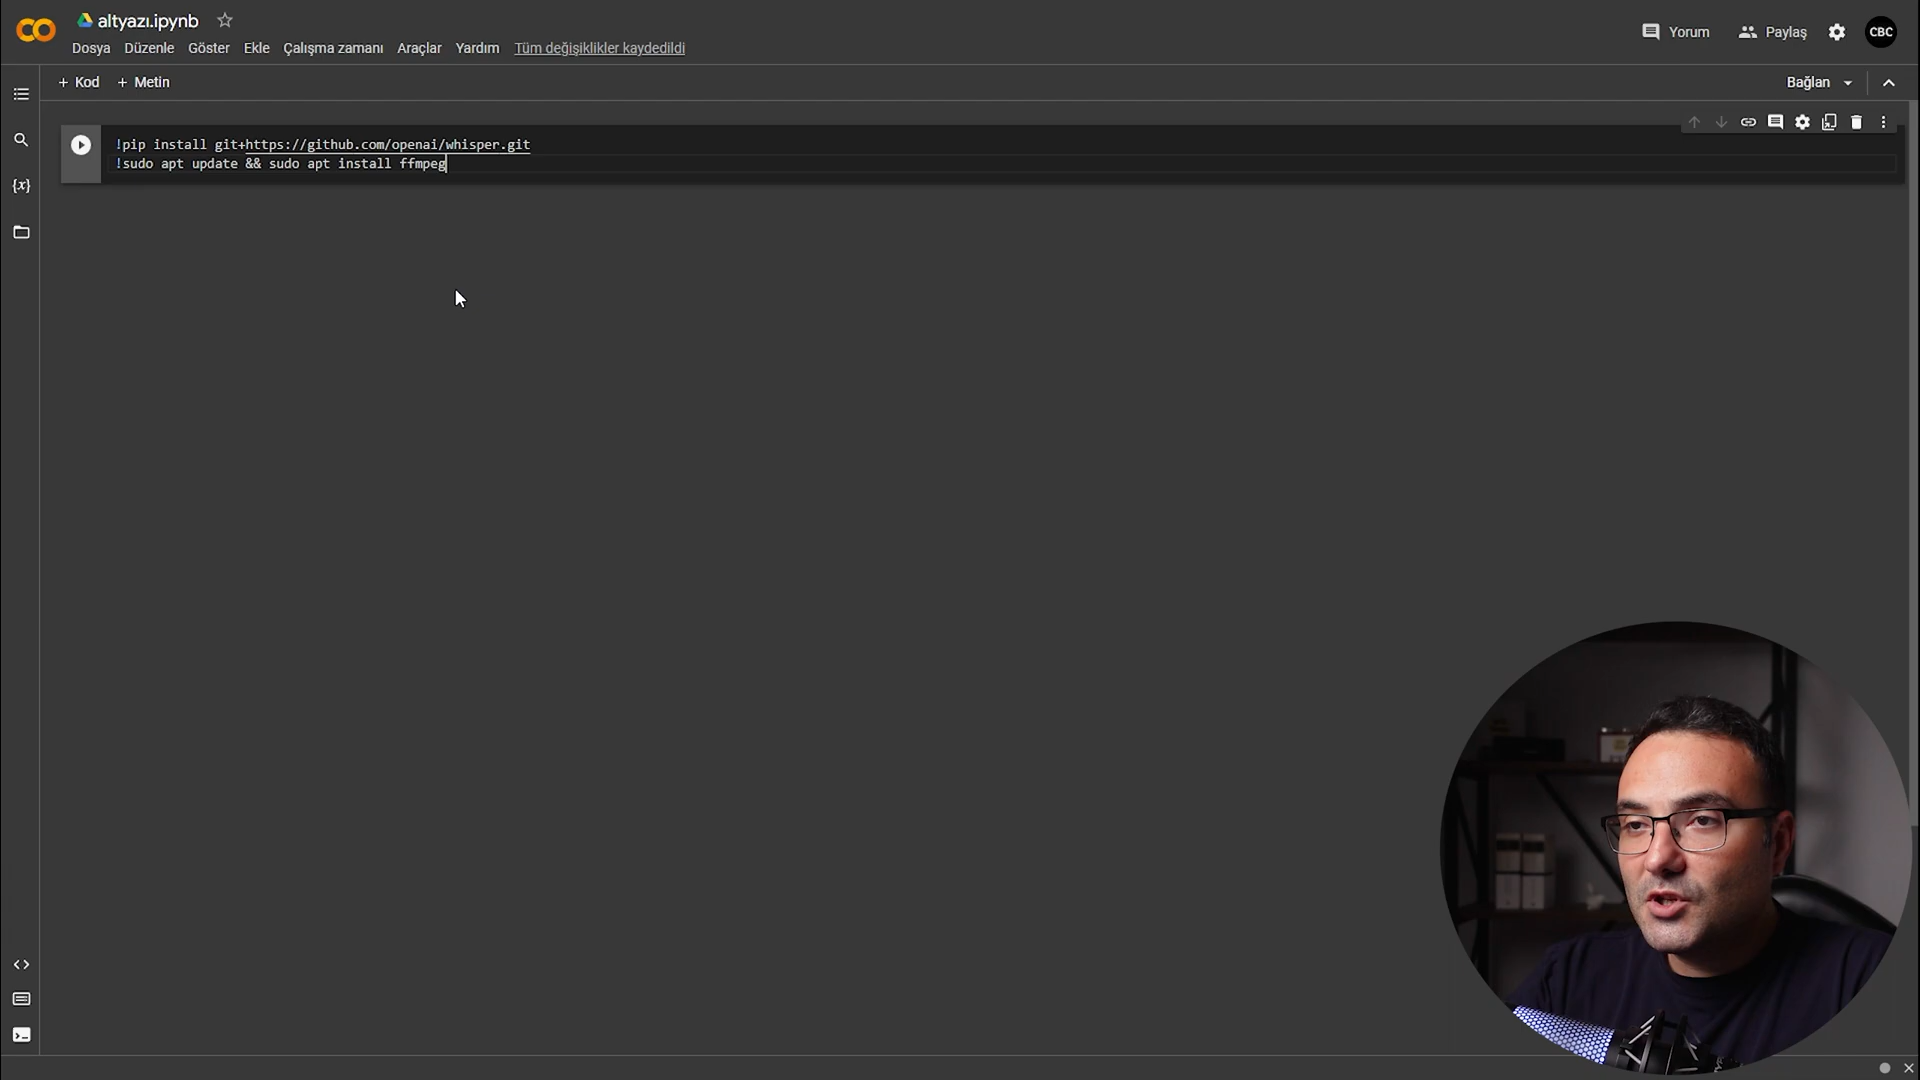 altyazı.ipynb
Dosya Düzenle Göster Ekle Çalışma zamanı Araçlar Yardım Tüm değişiklikler kaydedildi
Yorum Paylaş CBC
+ Kod + Metin
Bağlan
!pip install git+https://github.com/openai/whisper.git
!sudo apt update && sudo apt install ffmpeg
{x}